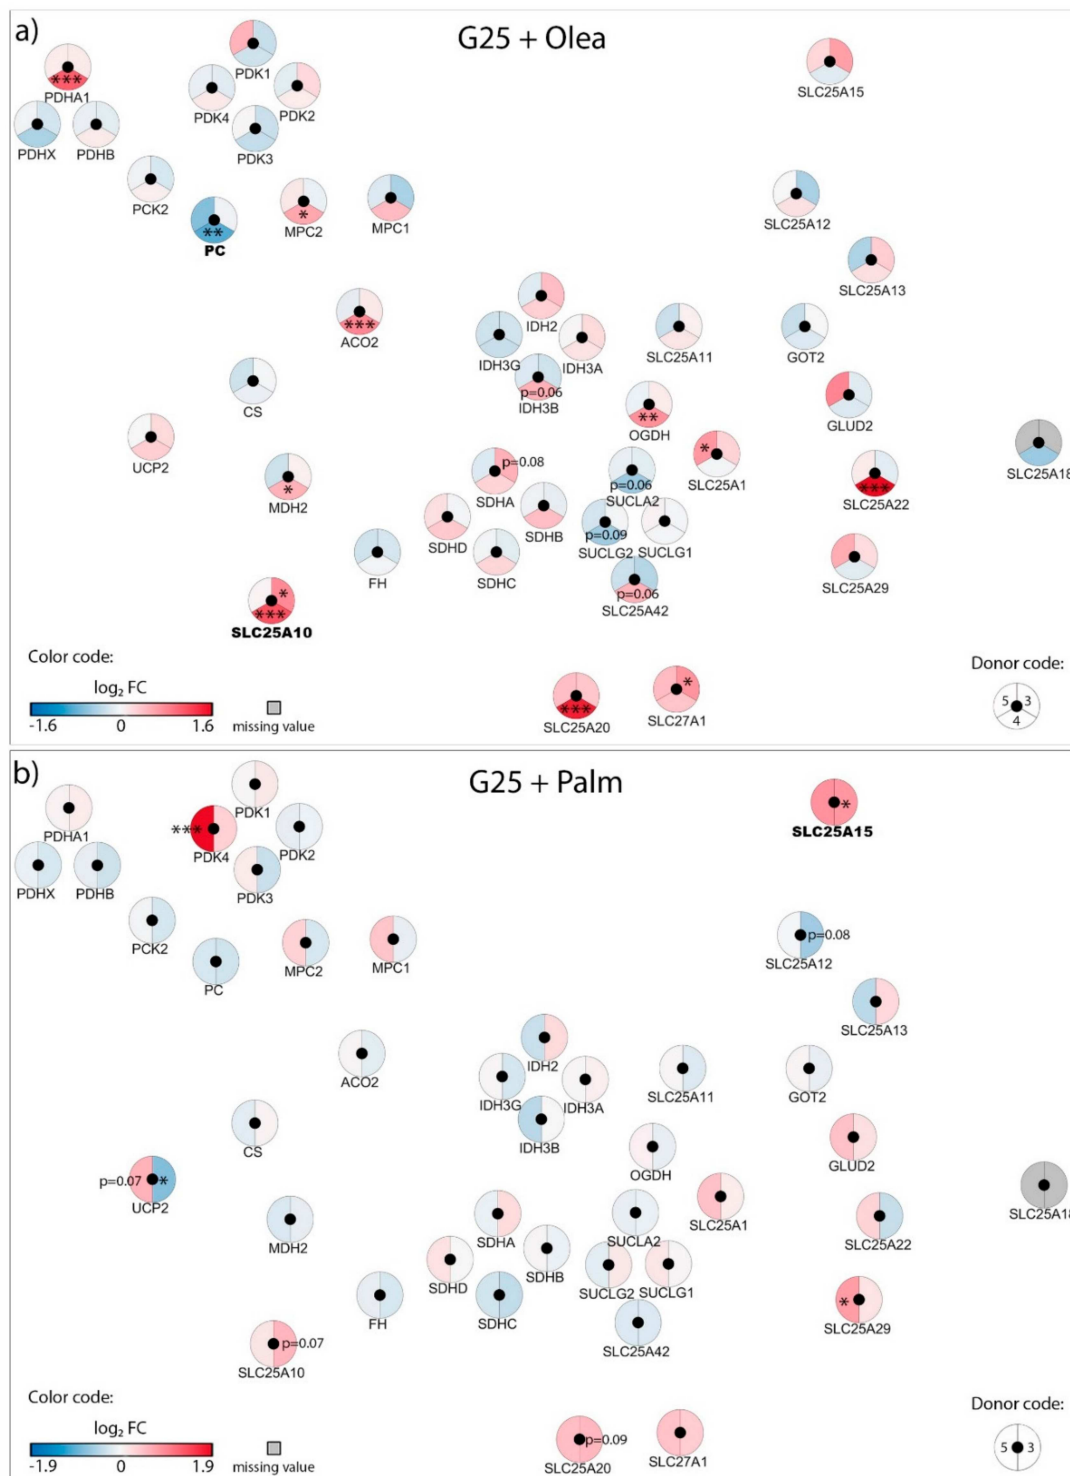 a)
G25 + Olea
PDHA1
***
PDK1
PDK4
PDK2
PDK3
SLC25A15
PDHX
PDHB
PCK2
PC
**
MPC2
*
MPC1
SLC25A12
SLC25A13
ACO2
***
IDH2
IDH3G
IDH3A
IDH3B
p=0.06
SLC25A11
GOT2
CS
OGDH
**
GLUD2
UCP2
MDH2
*
SDHA
p=0.08
SUCLA2
p=0.06
SLC25A1
*
SLC25A22
***
SLC25A18
SDHD
SDHB
SDHC
SUCLG2
p=0.09
SUCLG1
FH
SLC25A42
p=0.06
SLC25A29
SLC25A10
*
***
SLC25A20
***
SLC27A1
*
Color code:
log₂ FC
-1.6 0 1.6
missing value
Donor code:
5 3
4
b)
G25 + Palm
PDHA1
PDK1
***
PDK4
PDK2
PDK3
SLC25A15
*
PDHX
PDHB
PCK2
PC
MPC2
MPC1
SLC25A12
p=0.08
SLC25A13
ACO2
IDH2
IDH3G
IDH3A
IDH3B
SLC25A11
GOT2
CS
OGDH
GLUD2
p=0.07
UCP2
*
MDH2
SDHA
SUCLA2
SLC25A1
SLC25A22
SLC25A18
SDHD
SDHB
SDHC
SUCLG2
SUCLG1
FH
SLC25A42
SLC25A29
*
SLC25A10
p=0.07
SLC25A20
p=0.09
SLC27A1
Color code:
log₂ FC
-1.9 0 1.9
missing value
Donor code:
5 3